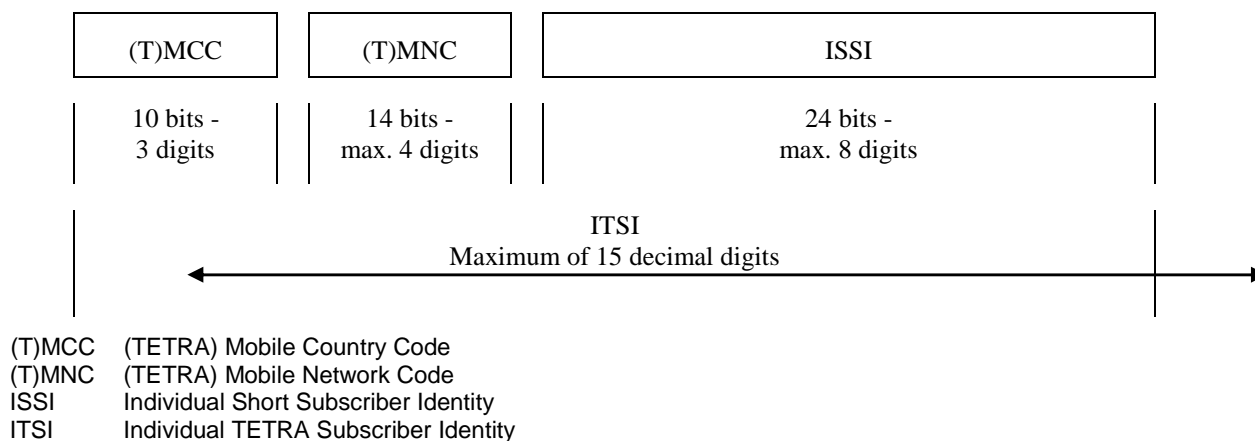 (T)MCC (T)MNC ISSI
10 bits - 14 bits - 24 bits -
3 digits max. 4 digits max. 8 digits
ITSI
Maximum of 15 decimal digits
(T)MCC (TETRA) Mobile Country Code
(T)MNC (TETRA) Mobile Network Code
ISSI Individual Short Subscriber Identity
ITSI Individual TETRA Subscriber Identity